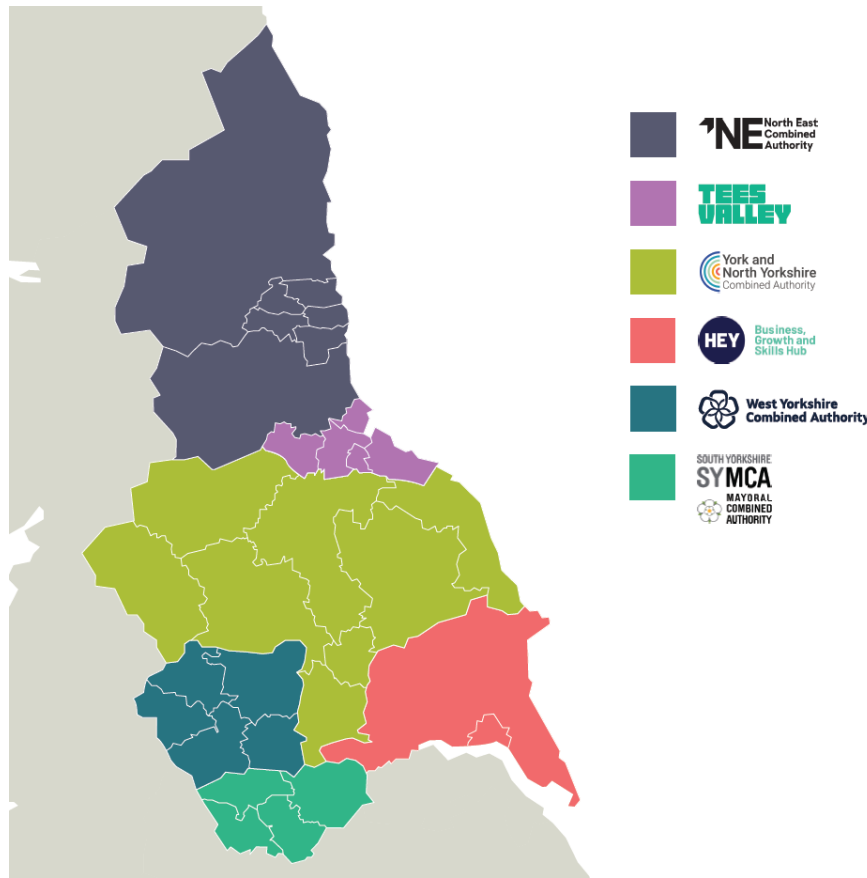 NE North East
Combined
Authority
TEES
VALLEY
York and
North Yorkshire
Combined Authority
HEY Business,
Growth and
Skills Hub
West Yorkshire
Combined Authority
SOUTH YORKSHIRE
SYMCA
MAYORAL
COMBINED
AUTHORITY